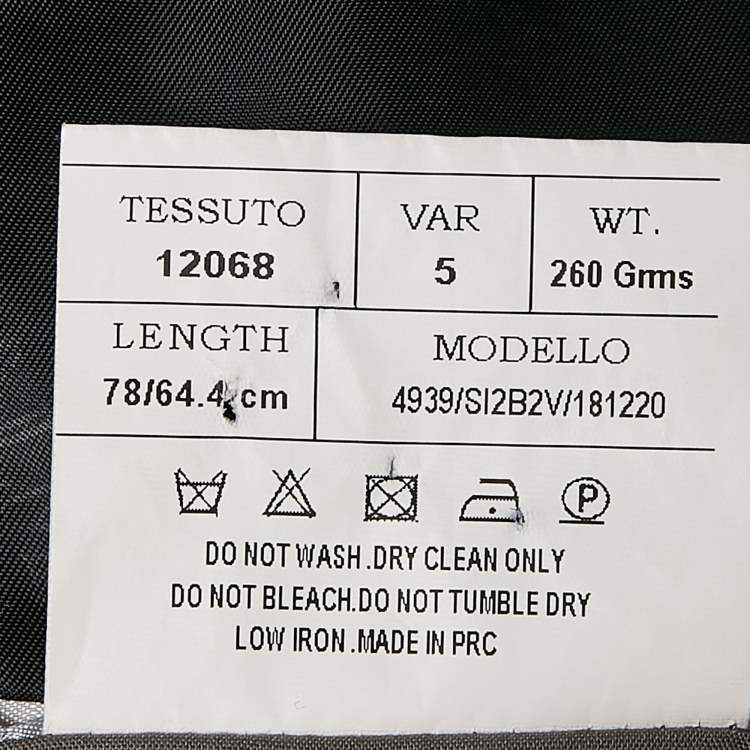 TESSUTO VAR WT.
12068 5 260 Grms
LENGTH MODELLO
78/64.4 cm 4939/SI2B2V/181220
P
DO NOT WASH.DRY CLEAN ONLY
DO NOT BLEACH.DO NOT TUMBLE DRY
LOW IRON.MADE IN PRC